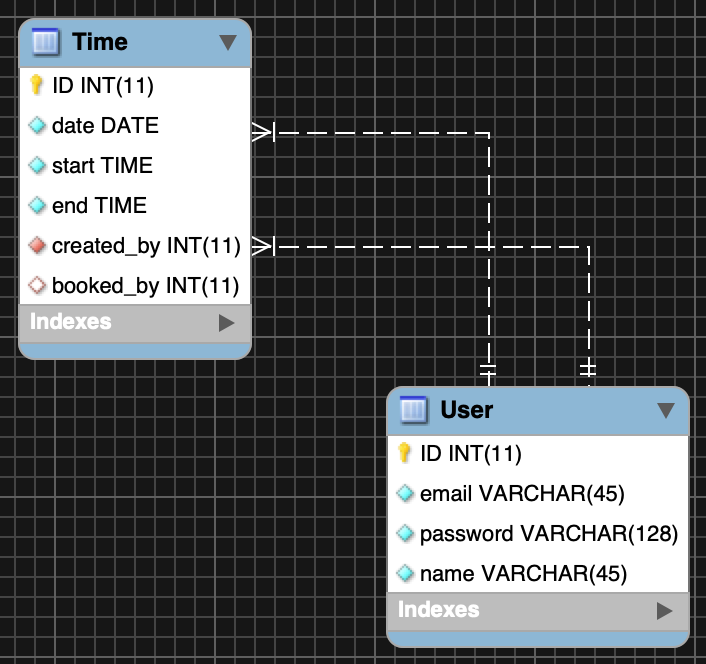 Time
ID INT(11)
date DATE
start TIME
end TIME
created_by INT(11)
booked_by INT(11)
Indexes
User
ID INT(11)
email VARCHAR(45)
password VARCHAR(128)
name VARCHAR(45)
Indexes